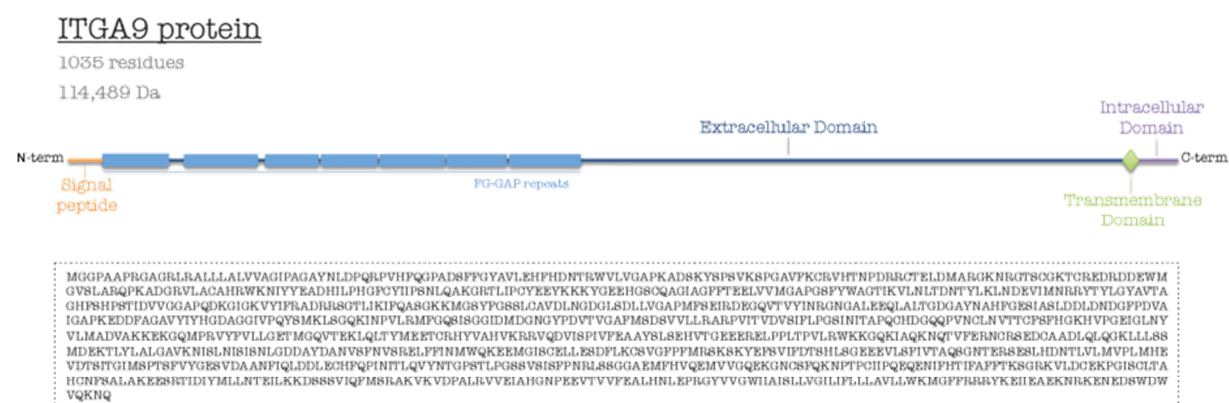 ITGA9 protein
1035 residues
114,489 Da
Intracellular
Domain
Extracellular Domain
N-term
C-term
Signal
peptide
FG-GAP repeats
Transmembrane
Domain
MGGPAAPRGAGRLRALLLALVVAGIPAGAYNLDPQRPVHFQGPADSFFGYAVLEHFHDNTRWVLVGAPKADSKYSPSVKSPGAVFKCRVHTNPDRRCTELDMARGKNRGTSCGKTCREDRDDEWM
GVSLARQPKADGRVLACAHRWKNIYYEADHILPHGFCYIIPSNLQAKGRTLIPCYEEYKKKYGEEHGSCQAGIAGFFTEELVVMGAPGSFYWAGTIKVLNLTDNTYLKLNDEVIMNRRYTYLGYAVTA
GHFSHPSTIDVVGGAPQDKGIGKVYIFRADRRSGTLIKIFQASGKKMGSYFGSSLCAVDLNGDGLSDLLVGAPMFSEIRDEGQVTVYINRGNGALEEQLALTGDGAYNAHFGESIASLDDLDNDGFPDVA
IGAPKEDDFAGAVYIYHGDAGGIVPQYSMKLSGQKINPVLRMFGQSISGGIDMDGNGYPDVTVGAFMSDSVVLLRARPVITVDVSIFLPGSINITAPQCHDGQQPVNCLNVTTCFSFHGKHVPGEIGLNY
VLMADVAKKEKGQMPRVYFVLLGETMGQVTEKLQLTYMEETCRHYVAHVKRRVQDVISPIVFEAAYSLSEHVTGEEERELPPLTPVLRWKKGQKIAQKNQTVFERNCRSEDCAADLQLQGKLLLSS
MDEKTLYLALGAVKNISLNISISNLGDDAYDANVSFNVSRELFFINMWQKEEMGISCELLESDFLKCSVGFPFMRSKSKYEFSVIFDTSHLSGEEEVLSFIVTAQSGNTERSESLHDNTLVLMVPLMHE
VDTSITGIMSPTSFVYGESVDAANFIQLDDLECHFQPINITLQVYNTGPSTLPGSSVSISFPNRLSSGGAEMFHVQEMVVGQEKGNCSFQKNPTPCIIPQEQENIFHTIFAFFTKSGRKVLDCEKPGISCLTA
HCNFSALAKEESRTIDIYMLLNTEILKKDSSSVIQFMSRAKVKVDPALRVVEIAHGNPEEVTVVFEALHNLEPRGYVVGWIIAISLLVGILIFLLLAVLLWKMGFFRRRYKEIIEAEKNRKENEDSWDW
VQKNQ